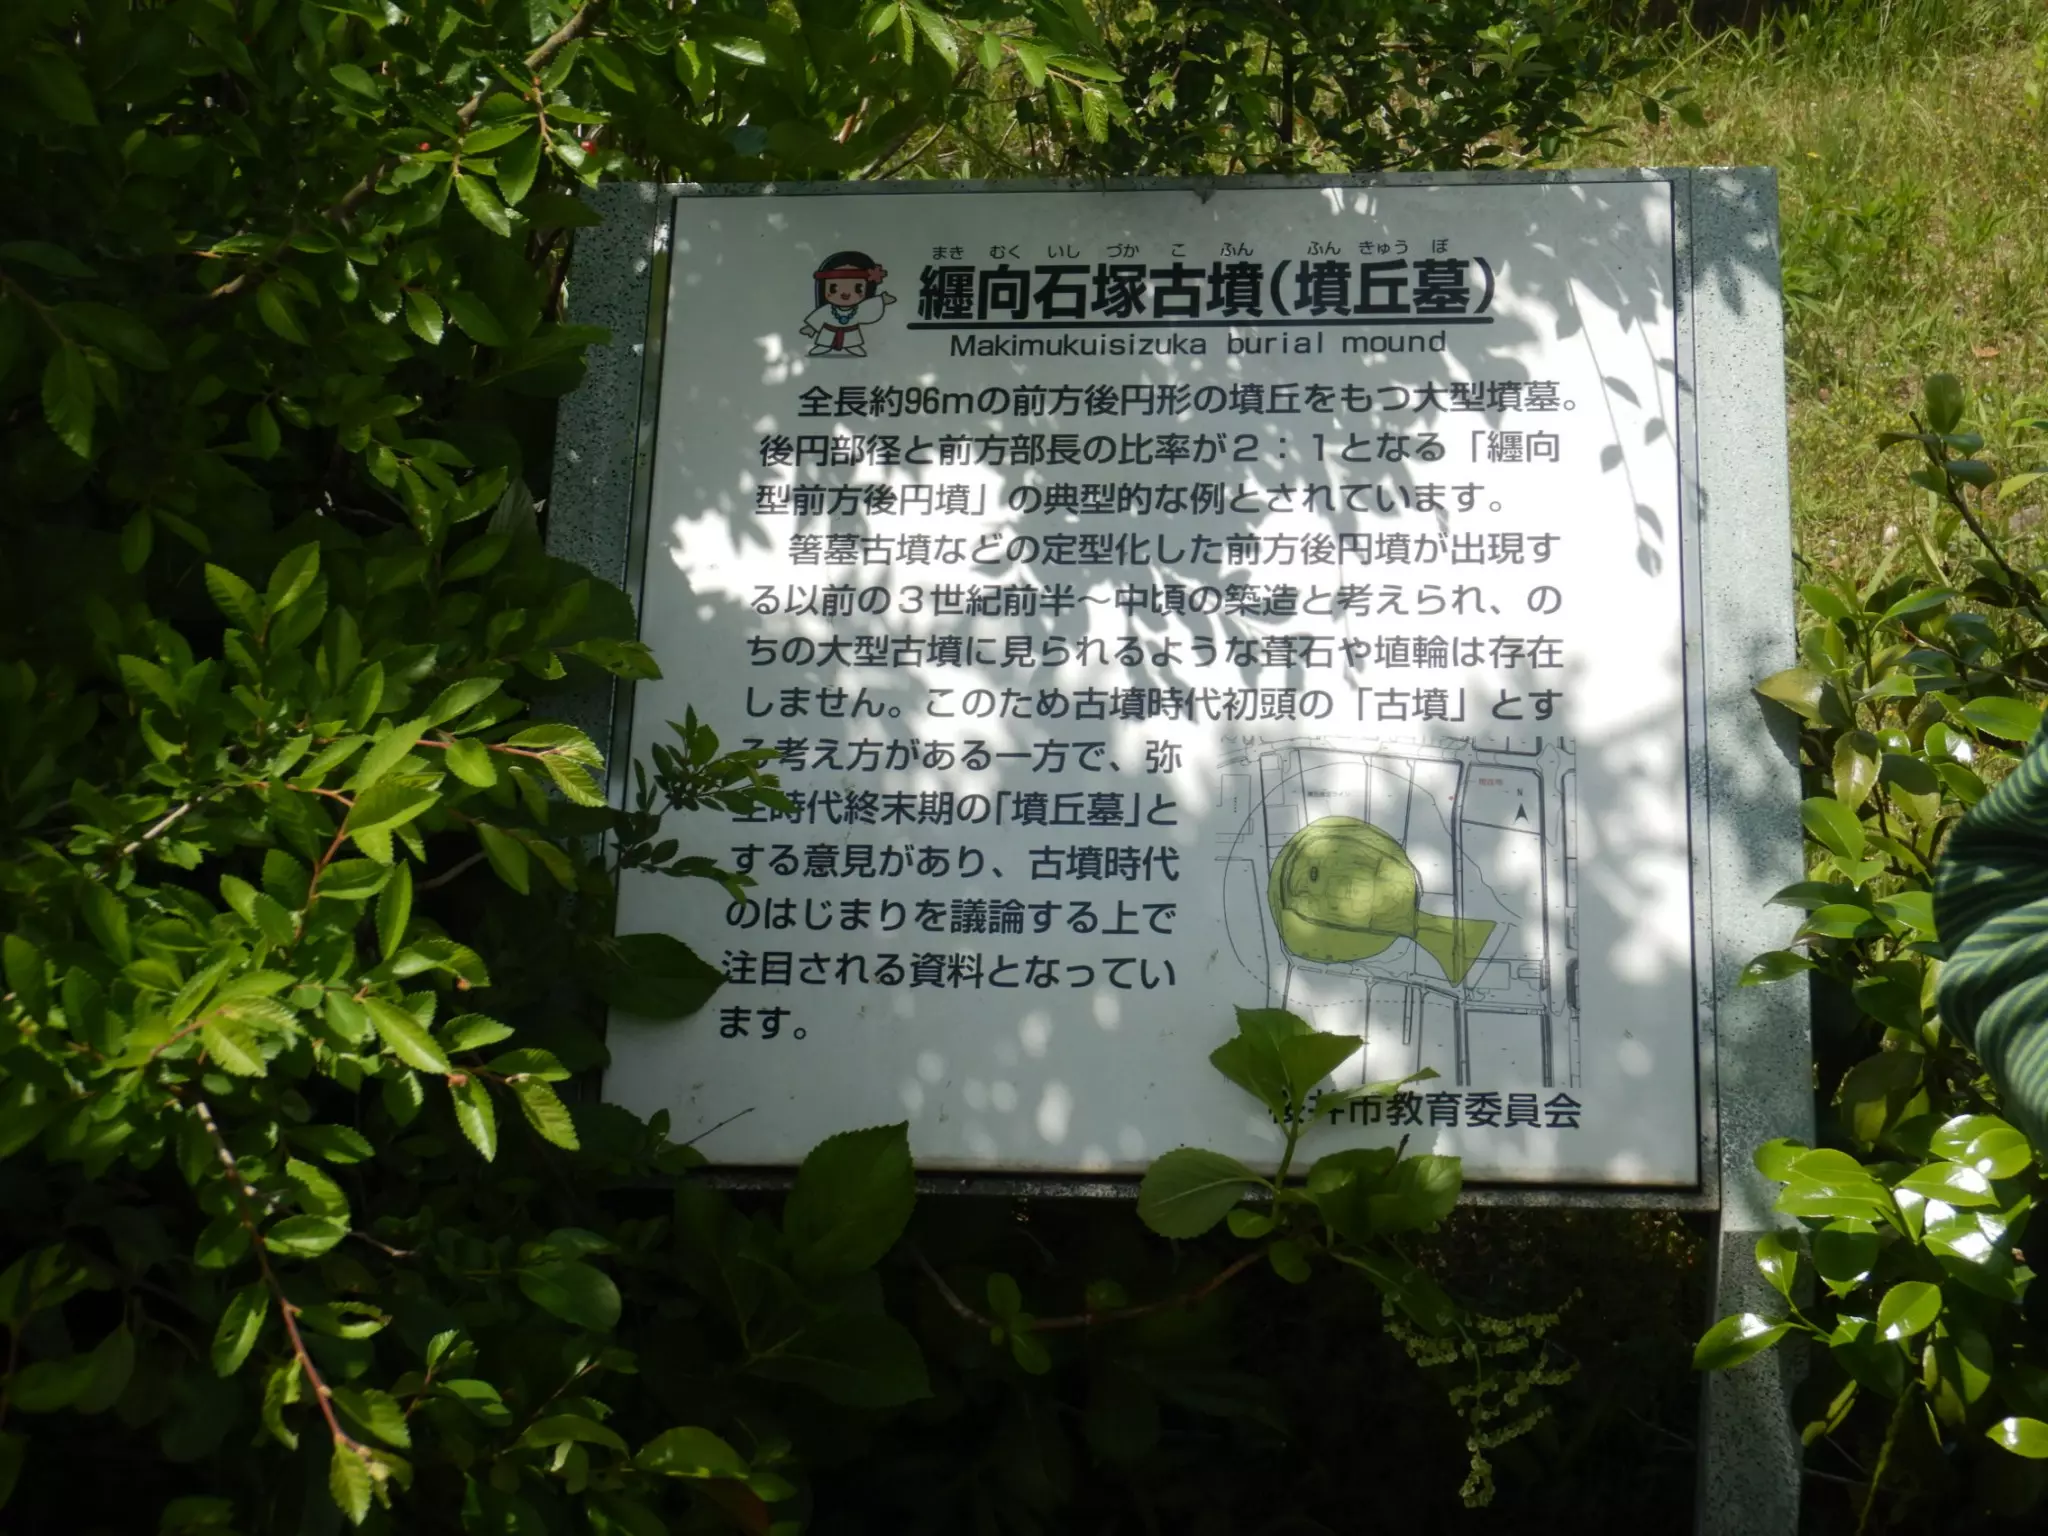 まき むく いし づか こ ふん ふん きゅう ぼ
纒向石塚古墳（墳丘墓）
Makimukuisizuka burial mound
全長約96mの前方後円形の墳丘をもつ大型墳墓。
後円部径と前方部長の比率が２：１となる「纒向
型前方後円墳」の典型的な例とされています。
箸墓古墳などの定型化した前方後円墳が出現す
る以前の３世紀前半～中頃の築造と考えられ、の
ちの大型古墳に見られるような葺石や埴輪は存在
しません。このため古墳時代初頭の「古墳」とす
る考え方がある一方で、弥
生時代終末期の「墳丘墓」と
する意見があり、古墳時代
のはじまりを議論する上で
注目される資料となってい
ます。
N
桜井市教育委員会